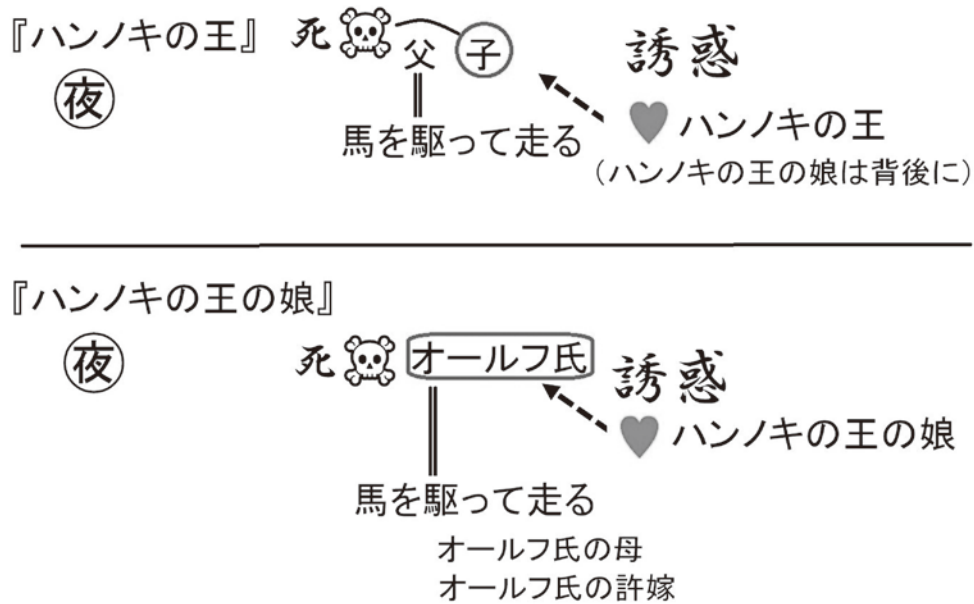 『ハンノキの王』 死 父 子 誘惑
夜
ハンノキの王
馬を駆って走る
(ハンノキの王の娘は背後に)
『ハンノキの王の娘』
夜 死 オールフ氏 誘惑
ハンノキの王の娘
馬を駆って走る
オールフ氏の母
オールフ氏の許嫁